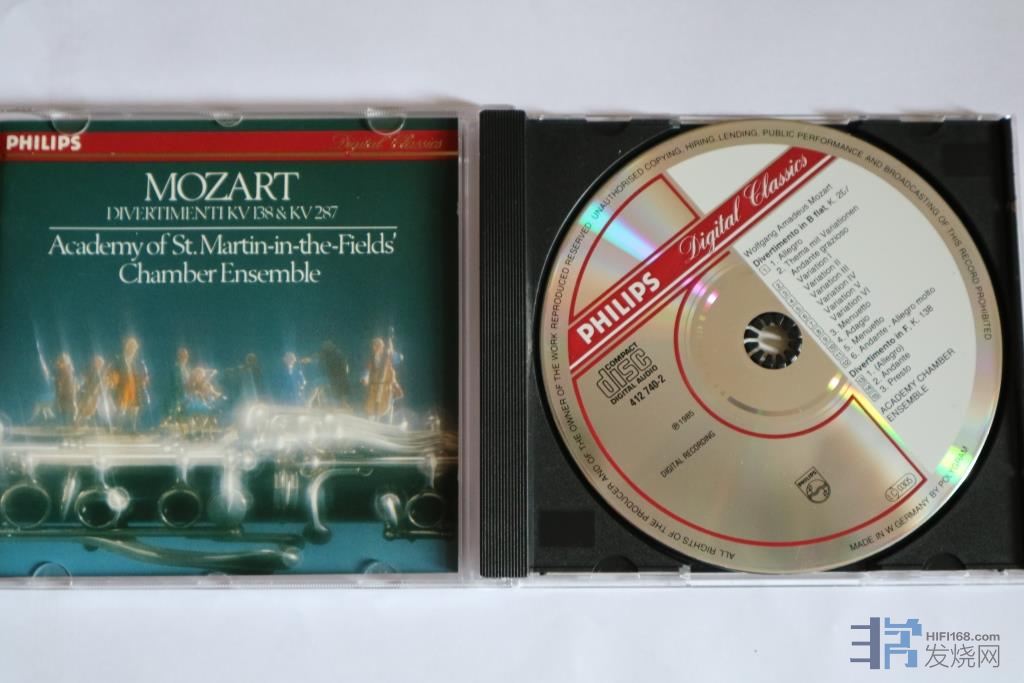 PHILIPS
Digital Classics
MOZART
DIVERTIMENTI KV 138 & KV 287
Academy of St. Martin-in-the-Fields
Chamber Ensemble
ALL RIGHTS OF THE PRODUCER AND OF THE OWNER OF THE WORK REPRODUCED RESERVED. UNAUTHORISED COPYING, HIRING, LENDING, PUBLIC PERFORMANCE AND BROADCASTING OF THIS RECORD PROHIBITED
PHILIPS Digital Classics
COMPACT
disc
DIGITAL AUDIO
412 740-2
℗ 1985
DIGITAL RECORDING
Wolfgang Amadeus Mozart
Divertimento in B flat, K.
1. Allegro
2. Thema mit Variationen
Andante grazioso
Variation I
Variation II
Variation III
Variation IV
Variation V
Variation VI
3. Menuetto
4. Adagio
5. Menuetto
6. Andante - Allegro molto
Divertimento in F, K. 138
1. (Allegro)
2. Andante
3. Presto
ACADEMY CHAMBER
ENSEMBLE
PHILIPS
LC 0305
MADE IN W. GERMANY BY POLYGRAM
HIFI168.com
发烧网